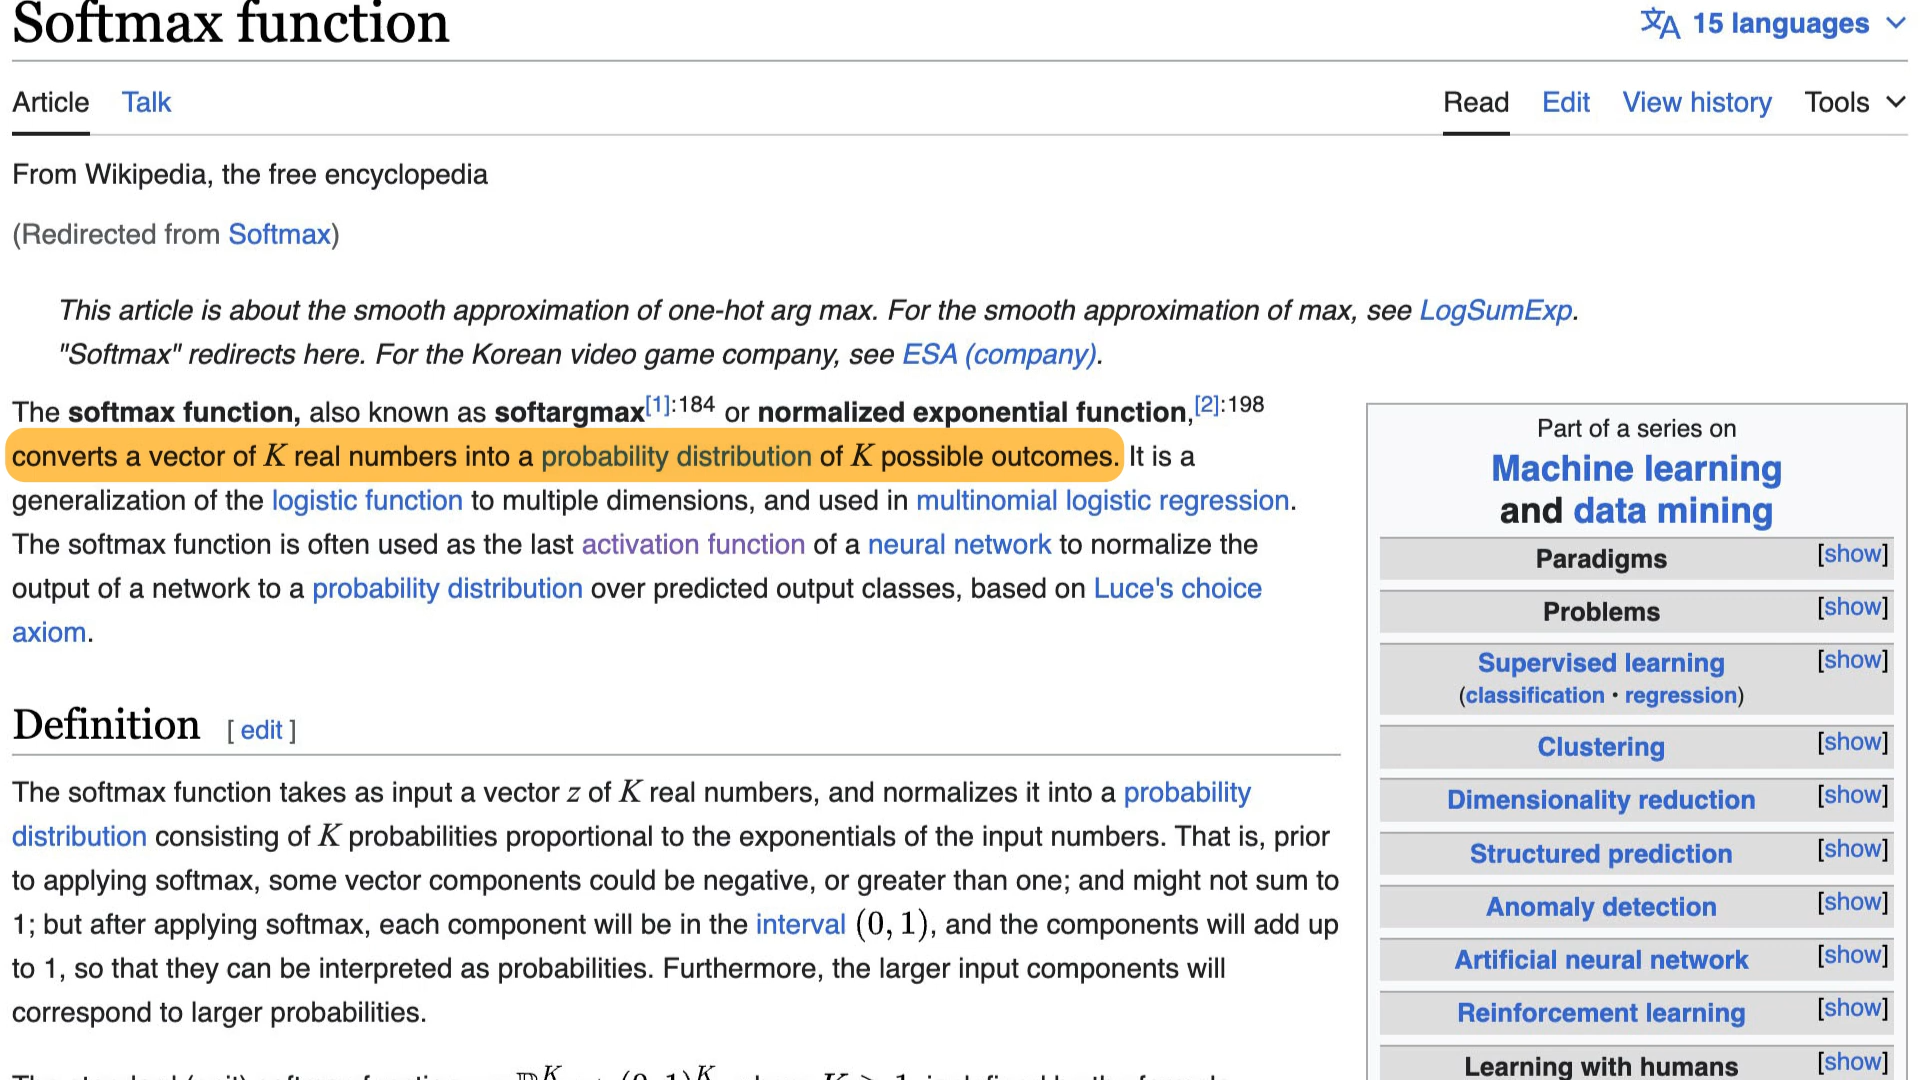 Softmax function
15 languages
Article Talk
Read Edit View history Tools
From Wikipedia, the free encyclopedia
(Redirected from Softmax)
This article is about the smooth approximation of one-hot arg max. For the smooth approximation of max, see LogSumExp.
"Softmax" redirects here. For the Korean video game company, see ESA (company).
The softmax function, also known as softargmax[1]:184 or normalized exponential function,[2]:198
converts a vector of K real numbers into a probability distribution of K possible outcomes. It is a
generalization of the logistic function to multiple dimensions, and used in multinomial logistic regression.
The softmax function is often used as the last activation function of a neural network to normalize the
output of a network to a probability distribution over predicted output classes, based on Luce's choice
axiom.
Definition [ edit ]
The softmax function takes as input a vector z of K real numbers, and normalizes it into a probability
distribution consisting of K probabilities proportional to the exponentials of the input numbers. That is, prior
to applying softmax, some vector components could be negative, or greater than one; and might not sum to
1; but after applying softmax, each component will be in the interval (0, 1), and the components will add up
to 1, so that they can be interpreted as probabilities. Furthermore, the larger input components will
correspond to larger probabilities.
Part of a series on
Machine learning
and data mining
Paradigms [show]
Problems [show]
Supervised learning [show]
(classification • regression)
Clustering [show]
Dimensionality reduction [show]
Structured prediction [show]
Anomaly detection [show]
Artificial neural network [show]
Reinforcement learning [show]
Learning with humans [show]